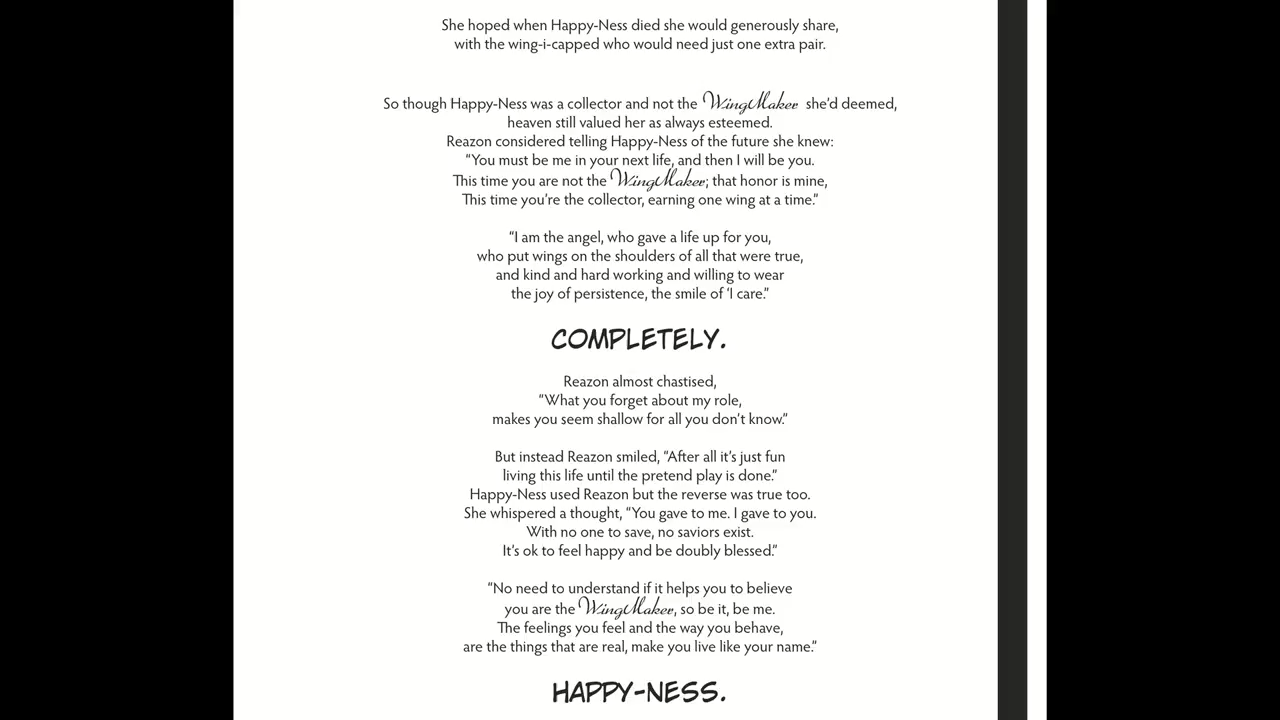 She hoped when Happy-Ness died she would generously share,
with the wing-i-capped who would need just one extra pair.
So though Happy-Ness was a collector and not the WingMaker she’d deemed,
heaven still valued her as always esteemed.
Reazon considered telling Happy-Ness of the future she knew:
“You must be me in your next life, and then I will be you.
This time you are not the WingMaker; that honor is mine,
This time you’re the collector, earning one wing at a time.”
“I am the angel, who gave a life up for you,
who put wings on the shoulders of all that were true,
and kind and hard working and willing to wear
the joy of persistence, the smile of ‘I care.”
COMPLETELY.
Reazon almost chastised,
“What you forget about my role,
makes you seem shallow for all you don’t know.”
But instead Reazon smiled, “After all it’s just fun
living this life until the pretend play is done.”
Happy-Ness used Reazon but the reverse was true too.
She whispered a thought, “You gave to me. I gave to you.
With no one to save, no saviors exist.
It’s ok to feel happy and be doubly blessed.”
“No need to understand if it helps you to believe
you are the WingMaker, so be it, be me.
The feelings you feel and the way you behave,
are the things that are real, make you live like your name.”
HAPPY-NESS.